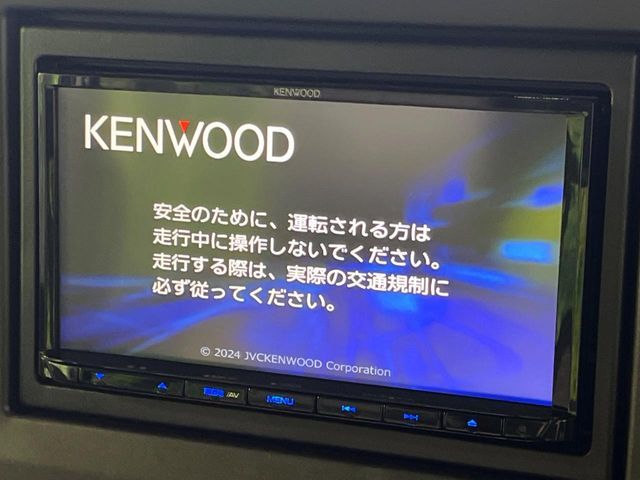 KENWOOD
KENWOOD
安全のために、運転される方は
走行中に操作しないでください。
走行する際は、実際の交通規制に
必ず従ってください。
© 2024 JVCKENWOOD Corporation
/AV
MENU